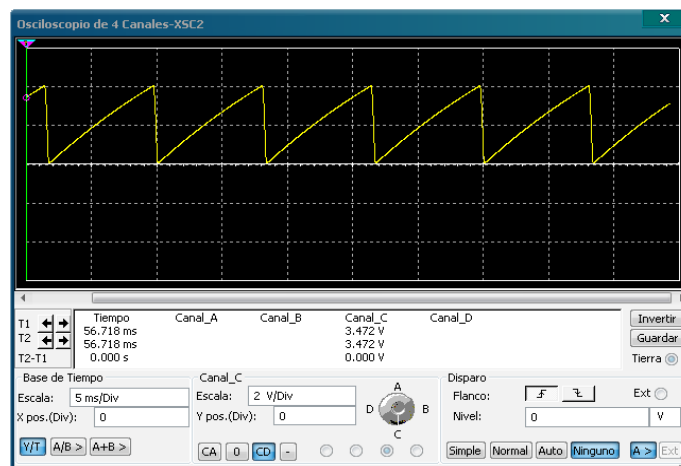 Osciloscopio de 4 Canales-XSC2
x
Tiempo Canal_A Canal_B Canal_C Canal_D
T1 56.718 ms 3.472 V
T2 56.718 ms 3.472 V
T2-T1 0.000 s 0.000 V
Invertir
Guardar
Tierra
Base de Tiempo
Escala: 5 ms/Div
X pos.(Div): 0
Y/T A/B > A+B >
Canal_C
Escala: 2 V/Div
Y pos.(Div): 0
CA 0 CD -
A
D B
C
Disparo
Flanco: Ext
Nivel: 0 V
Simple Normal Auto Ninguno A > Ext